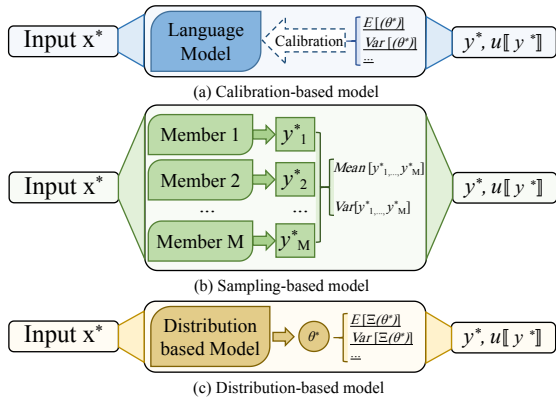 Input x*
Language
Model
Calibration
E [(θ*)]
Var [(θ*)]
...
y*, u⟦ y*⟧
(a) Calibration-based model
Input x*
Member 1
y*1
Member 2
y*2
...
...
Member M
y*M
Mean [y*1,...,y*M]
Var[y*1,...,y*M]
y*, u⟦ y*⟧
(b) Sampling-based model
Input x*
Distribution
based Model
θ*
E [Ξ(θ*)]
Var [Ξ(θ*)]
...
y*, u⟦ y*⟧
(c) Distribution-based model